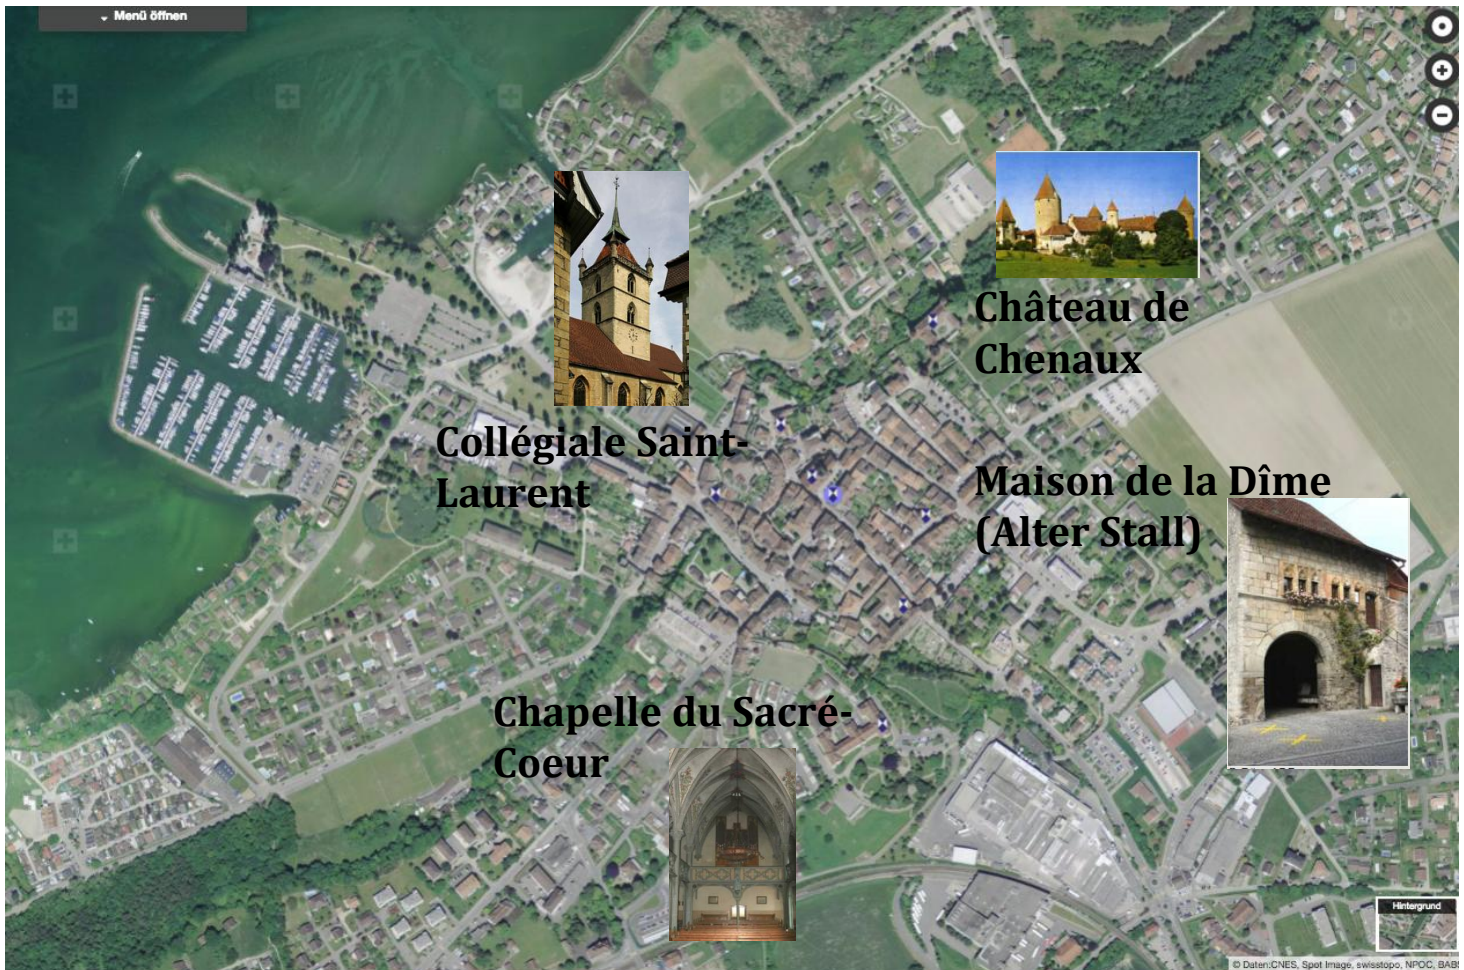 Menü öffnen
Château de
Chenaux
Collégiale Saint-
Laurent
Maison de la Dîme
(Alter Stall)
Chapelle du Sacré-
Coeur
Hintergrund
© Daten:CNES, Spot Image, swisstopo, NPOC, BABS